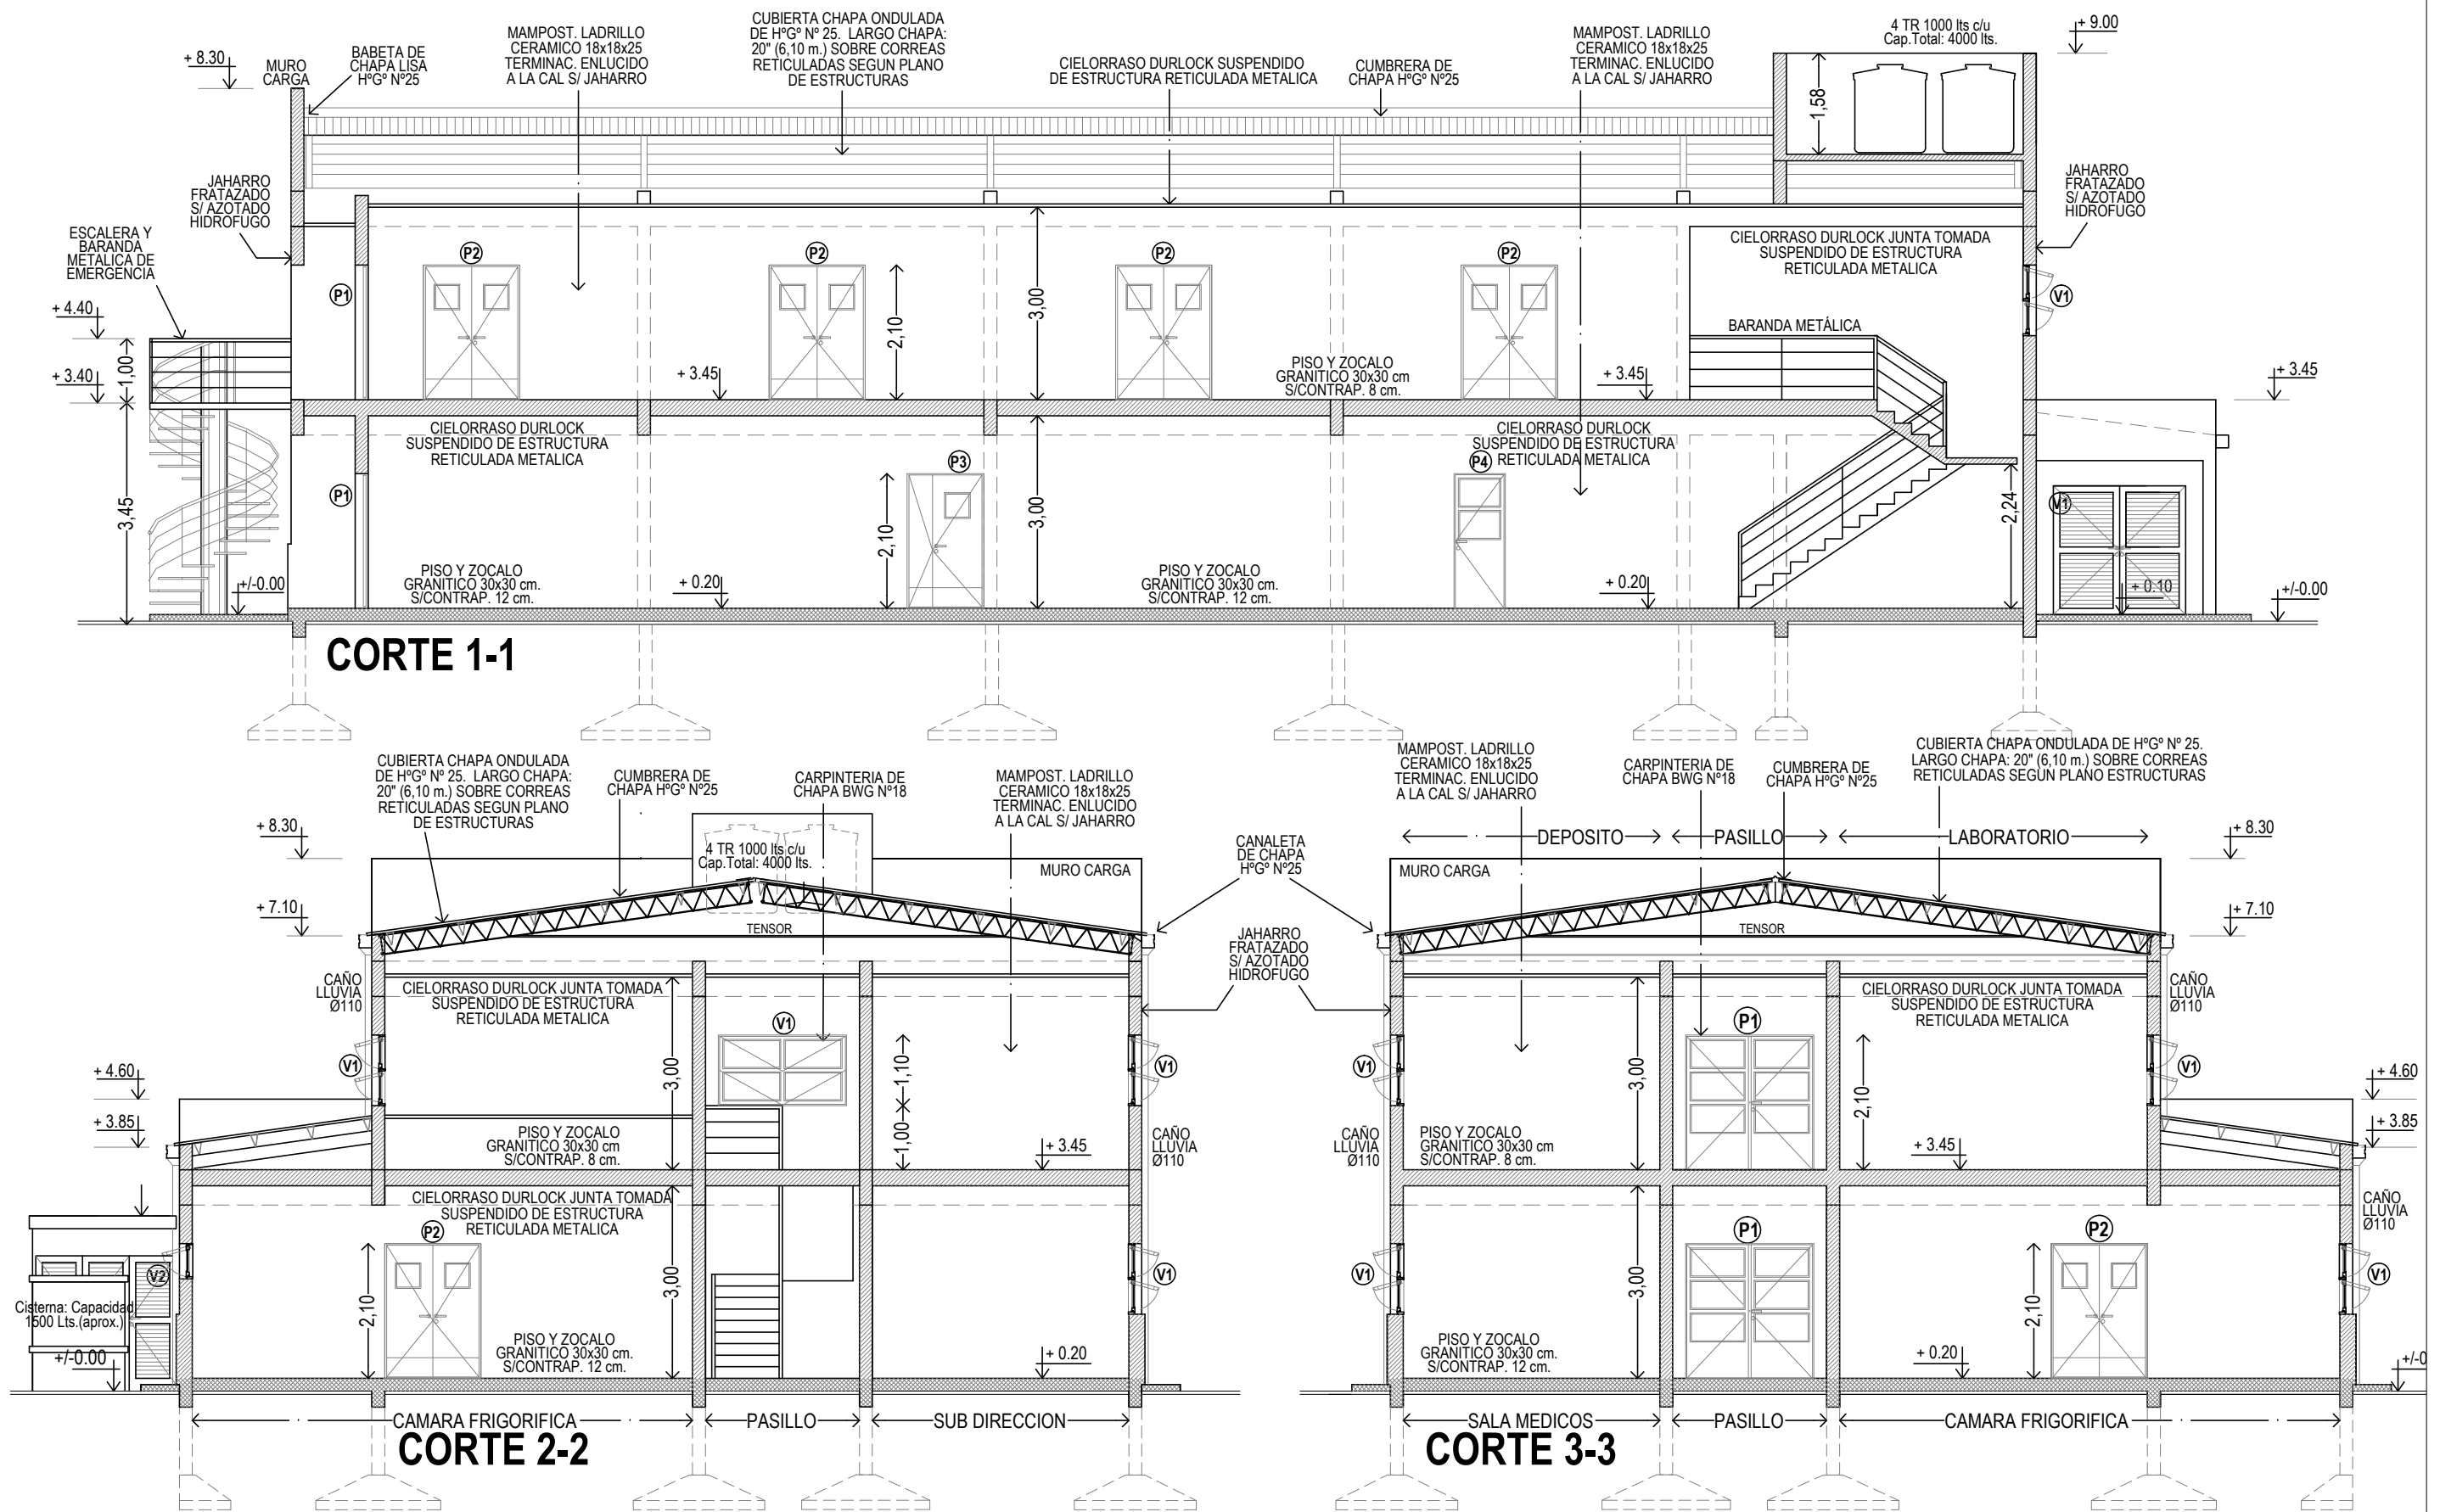 + 8.30
MURO
CARGA
BABETA DE
CHAPA LISA
HºGº Nº25
MAMPOST. LADRILLO
CERAMICO 18x18x25
TERMINAC. ENLUCIDO
A LA CAL S/ JAHARRO
CUBIERTA CHAPA ONDULADA
DE HºGº Nº 25.  LARGO CHAPA:
20" (6,10 m.) SOBRE CORREAS
RETICULADAS SEGUN PLANO
DE ESTRUCTURAS
CIELORRASO DURLOCK SUSPENDIDO
DE ESTRUCTURA RETICULADA METALICA
CUMBRERA DE
CHAPA HºGº Nº25
MAMPOST. LADRILLO
CERAMICO 18x18x25
TERMINAC. ENLUCIDO
A LA CAL S/ JAHARRO
4 TR 1000 lts c/u
Cap.Total: 4000 lts.
+ 9.00
1,58
JAHARRO
FRATAZADO
S/ AZOTADO
HIDROFUGO
JAHARRO
FRATAZADO
S/ AZOTADO
HIDROFUGO
ESCALERA Y
BARANDA
METALICA DE
EMERGENCIA
P2
P2
P2
P2
CIELORRASO DURLOCK JUNTA TOMADA
SUSPENDIDO DE ESTRUCTURA
RETICULADA METALICA
P1
V1
+ 4.40
3,00
2,10
BARANDA METÁLICA
1,00
+ 3.40
+ 3.45
PISO Y ZOCALO
GRANITICO 30x30 cm
S/CONTRAP. 8 cm.
+ 3.45
+ 3.45
CIELORRASO DURLOCK
SUSPENDIDO DE ESTRUCTURA
RETICULADA METALICA
CIELORRASO DURLOCK
SUSPENDIDO DE ESTRUCTURA
RETICULADA METALICA
P3
P4
P1
V1
3,45
2,10
3,00
2,24
PISO Y ZOCALO
GRANITICO 30x30 cm.
S/CONTRAP. 12 cm.
+/-0.00
+ 0.20
PISO Y ZOCALO
GRANITICO 30x30 cm.
S/CONTRAP. 12 cm.
+ 0.20
+ 0.10
+/-0.00
CORTE 1-1
CUBIERTA CHAPA ONDULADA
DE HºGº Nº 25.  LARGO CHAPA:
20" (6,10 m.) SOBRE CORREAS
RETICULADAS SEGUN PLANO
DE ESTRUCTURAS
CUMBRERA DE
CHAPA HºGº Nº25
CARPINTERIA DE
CHAPA BWG Nº18
MAMPOST. LADRILLO
CERAMICO 18x18x25
TERMINAC. ENLUCIDO
A LA CAL S/ JAHARRO
+ 8.30
4 TR 1000 lts c/u
Cap.Total: 4000 lts.
MURO CARGA
CANALETA
DE CHAPA
HºGº Nº25
+ 7.10
TENSOR
JAHARRO
FRATAZADO
S/ AZOTADO
HIDROFUGO
CAÑO
LLUVIA
Ø110
CIELORRASO DURLOCK JUNTA TOMADA
SUSPENDIDO DE ESTRUCTURA
RETICULADA METALICA
V1
V1
V1
3,00
1,10
+ 4.60
+ 3.85
PISO Y ZOCALO
GRANITICO 30x30 cm
S/CONTRAP. 8 cm.
1,00
+ 3.45
CAÑO
LLUVIA
Ø110
CIELORRASO DURLOCK JUNTA TOMADA
SUSPENDIDO DE ESTRUCTURA
RETICULADA METALICA
P2
V2
V1
3,00
2,10
Cisterna: Capacidad
1500 Lts.(aprox.)
PISO Y ZOCALO
GRANITICO 30x30 cm.
S/CONTRAP. 12 cm.
+/-0.00
+ 0.20
CAMARA FRIGORIFICA
PASILLO
SUB DIRECCION
CORTE 2-2
MAMPOST. LADRILLO
CERAMICO 18x18x25
TERMINAC. ENLUCIDO
A LA CAL S/ JAHARRO
CARPINTERIA DE
CHAPA BWG Nº18
CUMBRERA DE
CHAPA HºGº Nº25
CUBIERTA CHAPA ONDULADA DE HºGº Nº 25.
LARGO CHAPA: 20" (6,10 m.) SOBRE CORREAS
RETICULADAS SEGUN PLANO ESTRUCTURAS
DEPOSITO
PASILLO
LABORATORIO
+ 8.30
MURO CARGA
+ 7.10
TENSOR
CIELORRASO DURLOCK JUNTA TOMADA
SUSPENDIDO DE ESTRUCTURA
RETICULADA METALICA
CAÑO
LLUVIA
Ø110
P1
V1
V1
3,00
2,10
+ 4.60
+ 3.85
CAÑO
LLUVIA
Ø110
PISO Y ZOCALO
GRANITICO 30x30 cm
S/CONTRAP. 8 cm.
+ 3.45
CAÑO
LLUVIA
Ø110
P1
P2
V1
V1
3,00
2,10
PISO Y ZOCALO
GRANITICO 30x30 cm.
S/CONTRAP. 12 cm.
+ 0.20
+/-0
SALA MEDICOS
PASILLO
CAMARA FRIGORIFICA
CORTE 3-3